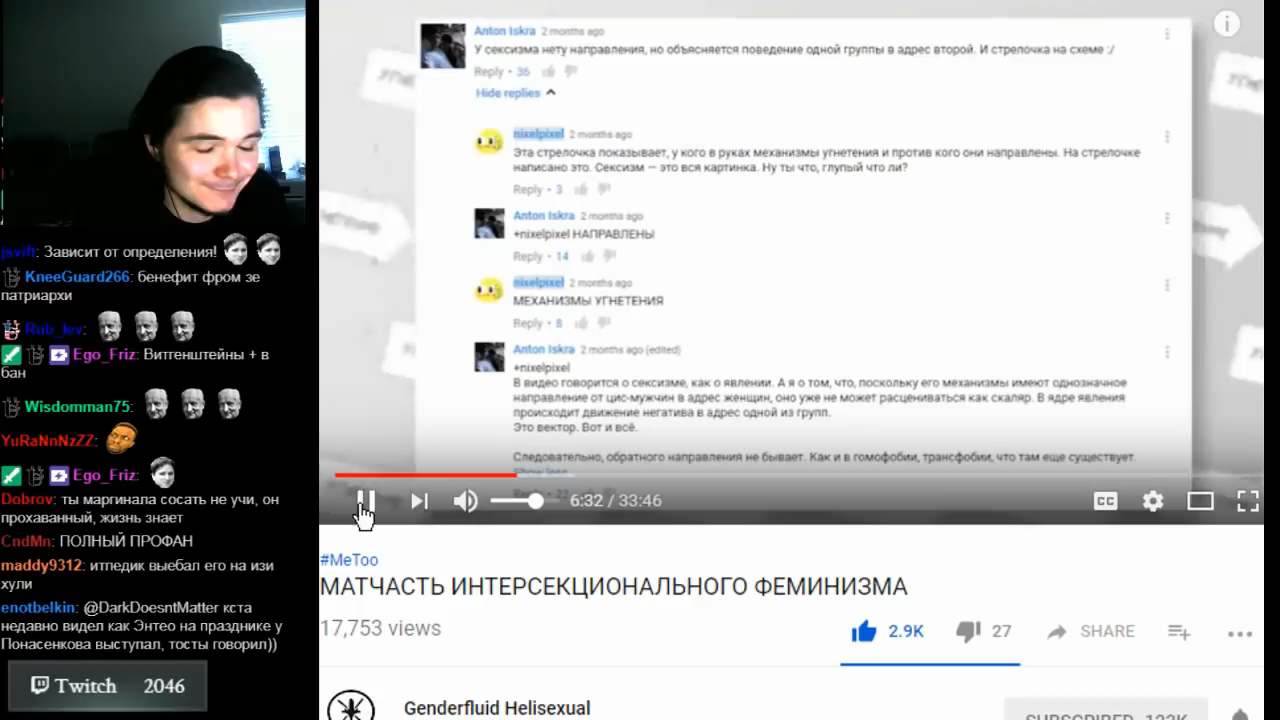 Anton Iskra 2 months ago
У сексизма нету направления, но объясняется поведение одной группы в адрес второй. И стрелочка на схеме :/
Reply • 36
Hide replies
nixelpixel 2 months ago
Эта стрелочка показывает, у кого в руках механизмы угнетения и против кого они направлены. На стрелочке
написано это. Сексизм — это вся картинка. Ну ты что, глупый что ли?
Reply • 3
Anton Iskra 2 months ago
+nixelpixel НАПРАВЛЕНЫ
Reply • 14
nixelpixel 2 months ago
МЕХАНИЗМЫ УГНЕТЕНИЯ
Reply • 8
Anton Iskra 2 months ago (edited)
+nixelpixel
В видео говорится о сексизме, как о явлении. А я о том, что, поскольку его механизмы имеют однозначное
направление от цис-мужчин в адрес женщин, оно уже не может расцениваться как скаляр. В ядре явления
происходит движение негатива в адрес одной из групп.
Это вектор. Вот и всё.
Следовательно, обратного направления не бывает. Как и в гомофобии, трансфобии, что там еще существует.
Show less
6:32 / 33:46
CC
#MeToo
МАТЧАСТЬ ИНТЕРСЕКЦИОНАЛЬНОГО ФЕМИНИЗМА
17,753 views
2.9K
27
SHARE
Genderfluid Helisexual
SUBSCRIBED 123K
jsvift: Зависит от определения!
KneeGuard266: бенефит фром зе
патриархи
Rub_lev:
Ego_Friz: Виттенштейны + в
бан
Wisdomman75:
YuRaNnNzZZ:
Ego_Friz:
Dobrov: ты маргинала сосать не учи, он
прохаванный, жизнь знает
CndMn: ПОЛНЫЙ ПРОФАН
maddy9312: итпедик выебал его на изи
хули
enotbelkin: @DarkDoesntMatter кста
недавно видел как Энтео на празднике у
Понасенкова выступал, тосты говорил))
Twitch 2046